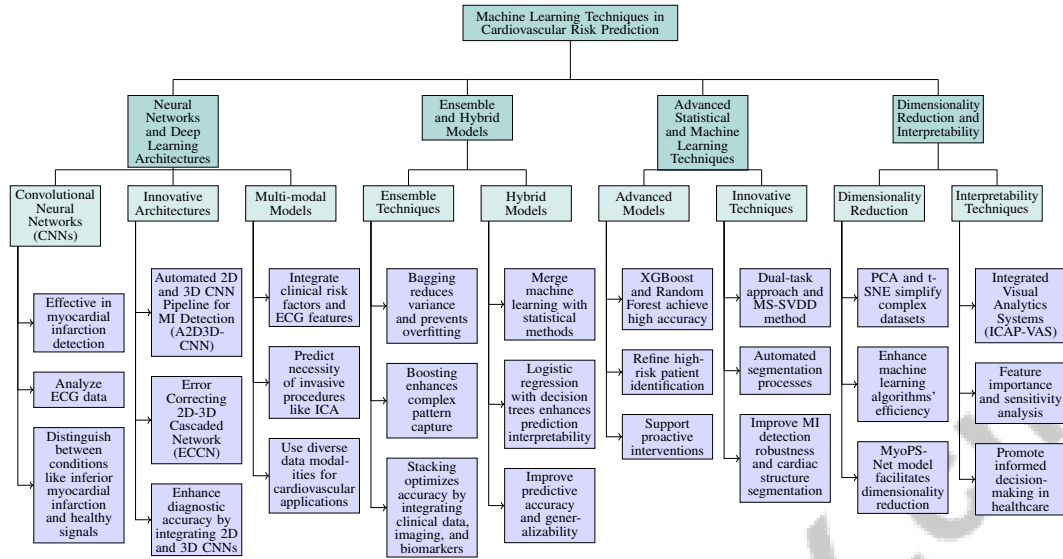 Machine Learning Techniques in
Cardiovascular Risk Prediction
Neural
Networks
and Deep
Learning
Architectures
Ensemble
and Hybrid
Models
Advanced
Statistical
and Machine
Learning
Techniques
Dimensionality
Reduction and
Interpretability
Convolutional
Neural
Networks
(CNNs)
Innovative
Architectures
Multi-modal
Models
Ensemble
Techniques
Hybrid
Models
Advanced
Models
Innovative
Techniques
Dimensionality
Reduction
Interpretability
Techniques
Effective in
myocardial
infarction
detection
Analyze
ECG data
Distinguish
between
conditions
like inferior
myocardial
infarction
and healthy
signals
Automated 2D
and 3D CNN
Pipeline for
MI Detection
(A2D3D-
CNN)
Error
Correcting
2D-3D
Cascaded
Network
(ECCN)
Enhance
diagnostic
accuracy by
integrating 2D
and 3D CNNs
Integrate
clinical risk
factors and
ECG features
Predict
necessity
of invasive
procedures
like ICA
Use diverse
data modal-
ities for
cardiovascular
applications
Bagging
reduces
variance
and prevents
overfitting
Boosting
enhances
complex
pattern
capture
Stacking
optimizes
accuracy by
integrating
clinical data,
imaging, and
biomarkers
Merge
machine
learning with
statistical
methods
Logistic
regression
with decision
trees enhances
prediction
interpretability
Improve
predictive
accuracy
and gener-
alizability
XGBoost
and Random
Forest achieve
high accuracy
Refine high-
risk patient
identification
Support
proactive
interventions
Dual-task
approach and
MS-SVDD
method
Automated
segmentation
processes
Improve MI
detection
robustness
and cardiac
structure
segmentation
PCA and t-
SNE simplify
complex
datasets
Enhance
machine
learning
algorithms'
efficiency
MyoPS-
Net model
facilitates
dimensionality
reduction
Integrated
Visual
Analytics
Systems
(ICAP-VAS)
Feature
importance
and sensitivity
analysis
Promote
informed
decision-
making in
healthcare